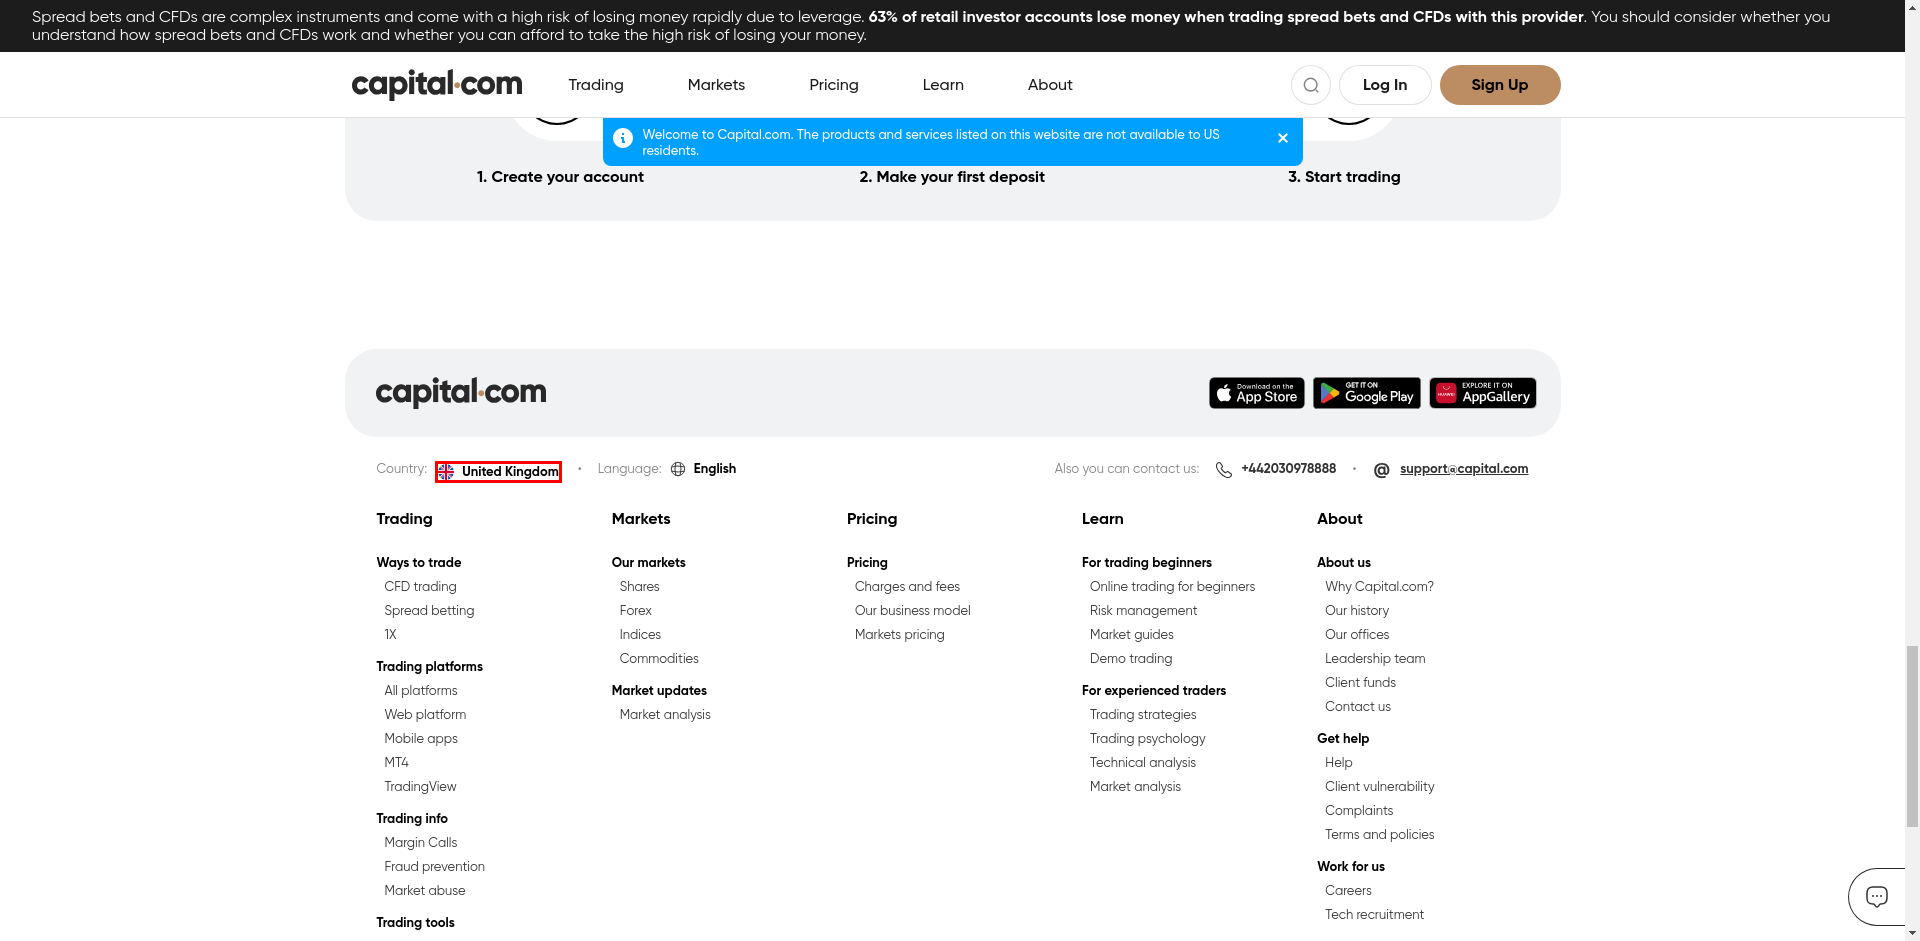 Spread bets and CFDs are complex instruments and come with a high risk of losing money rapidly due to leverage. 63% of retail investor accounts lose money when trading spread bets and CFDs with this provider. You should consider whether you
understand how spread bets and CFDs work and whether you can afford to take the high risk of losing your money.
capital.com
Trading
Markets
Pricing
Learn
About
Log In
Sign Up
Welcome to Capital.com. The products and services listed on this website are not available to US
residents.
1. Create your account
2. Make your first deposit
3. Start trading
capital.com
Download on the
App Store
GET IT ON
Google Play
HUAWEI
EXPLORE IT ON
AppGallery
Country: United Kingdom
Language: English
Also you can contact us: +442030978888
support@capital.com
Trading
Ways to trade
CFD trading
Spread betting
1X
Trading platforms
All platforms
Web platform
Mobile apps
MT4
TradingView
Trading info
Margin Calls
Fraud prevention
Market abuse
Trading tools
Markets
Our markets
Shares
Forex
Indices
Commodities
Market updates
Market analysis
Pricing
Pricing
Charges and fees
Our business model
Markets pricing
Learn
For trading beginners
Online trading for beginners
Risk management
Market guides
Demo trading
For experienced traders
Trading strategies
Trading psychology
Technical analysis
Market analysis
About
About us
Why Capital.com?
Our history
Our offices
Leadership team
Client funds
Contact us
Get help
Help
Client vulnerability
Complaints
Terms and policies
Work for us
Careers
Tech recruitment